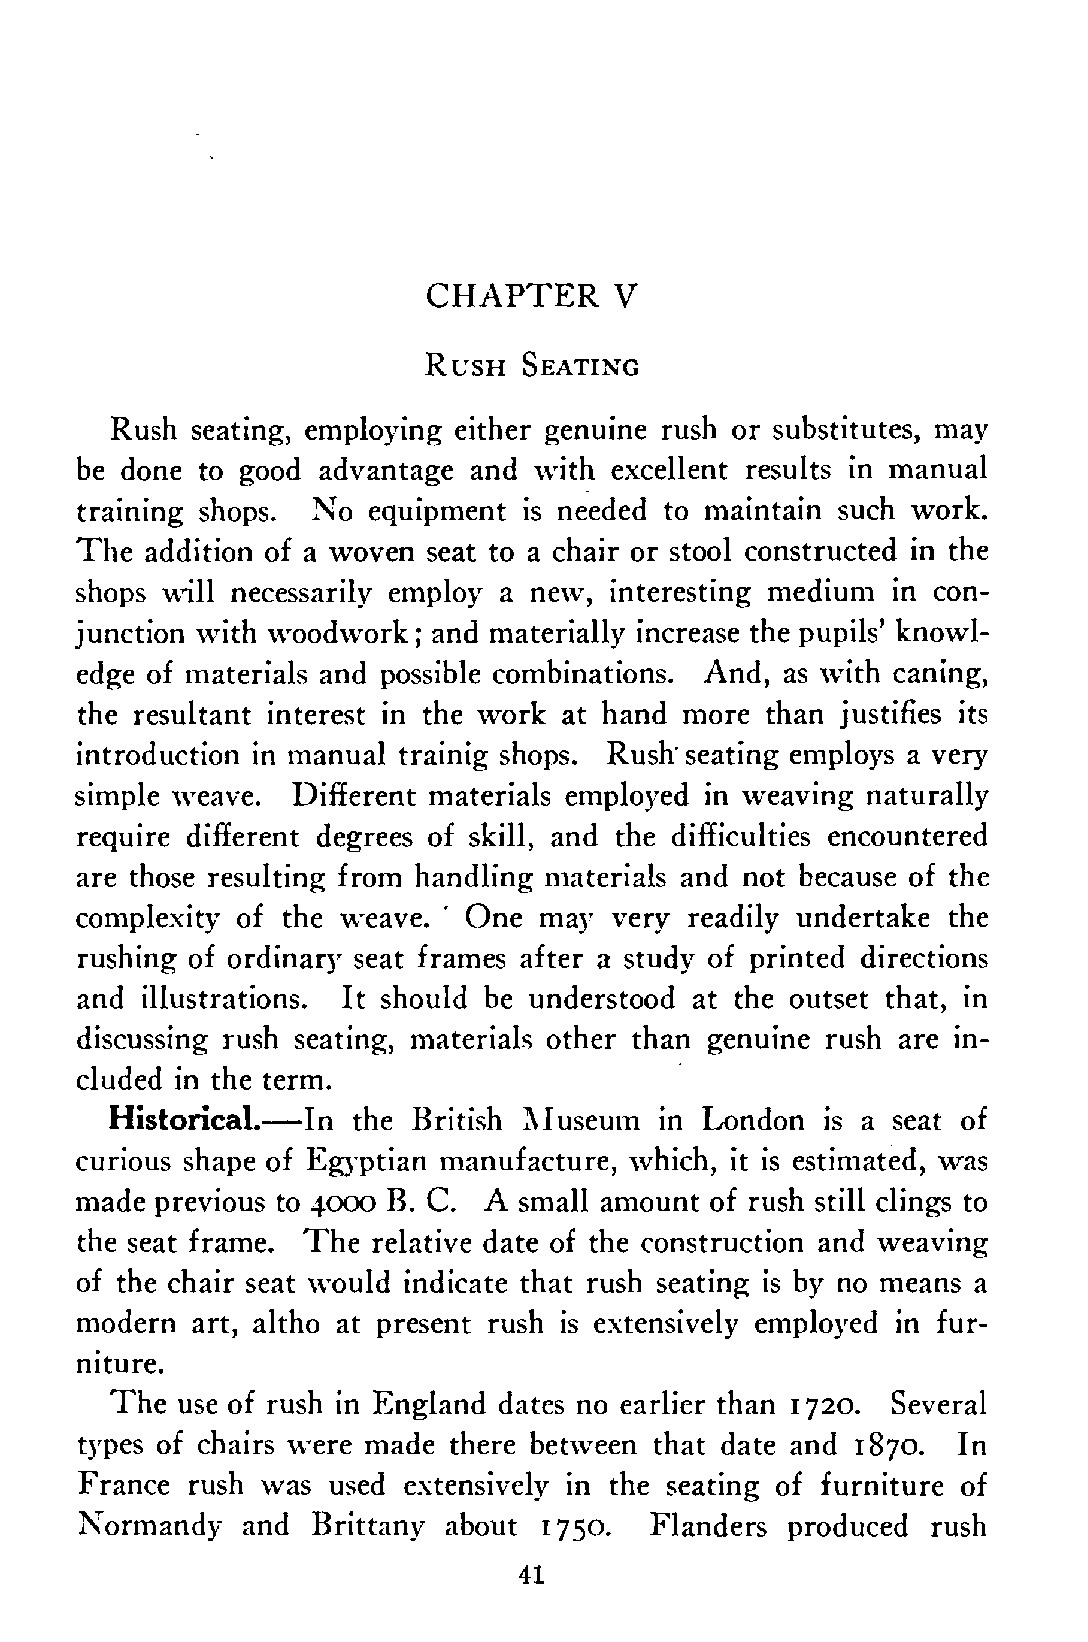 CHAPTER V
Rush Seating
Rush seating, employing either genuine rush or substitutes, may
be done to good advantage and with excellent results in manual
training shops. No equipment is needed to maintain such work.
The addition of a woven seat to a chair or stool constructed in the
shops will necessarily employ a new, interesting medium in con-
junction with woodwork; and materially increase the pupils' knowl-
edge of materials and possible combinations. And, as with caning,
the resultant interest in the work at hand more than justifies its
introduction in manual trainig shops. Rush seating employs a very
simple weave. Different materials employed in weaving naturally
require different degrees of skill, and the difficulties encountered
are those resulting from handling materials and not because of the
complexity of the weave. One may very readily undertake the
rushing of ordinary seat frames after a study of printed directions
and illustrations. It should be understood at the outset that, in
discussing rush seating, materials other than genuine rush are in-
cluded in the term.
Historical.—In the British Museum in London is a seat of
curious shape of Egyptian manufacture, which, it is estimated, was
made previous to 4000 B. C. A small amount of rush still clings to
the seat frame. The relative date of the construction and weaving
of the chair seat would indicate that rush seating is by no means a
modern art, altho at present rush is extensively employed in fur-
niture.
The use of rush in England dates no earlier than 1720. Several
types of chairs were made there between that date and 1870. In
France rush was used extensively in the seating of furniture of
Normandy and Brittany about 1750. Flanders produced rush
41